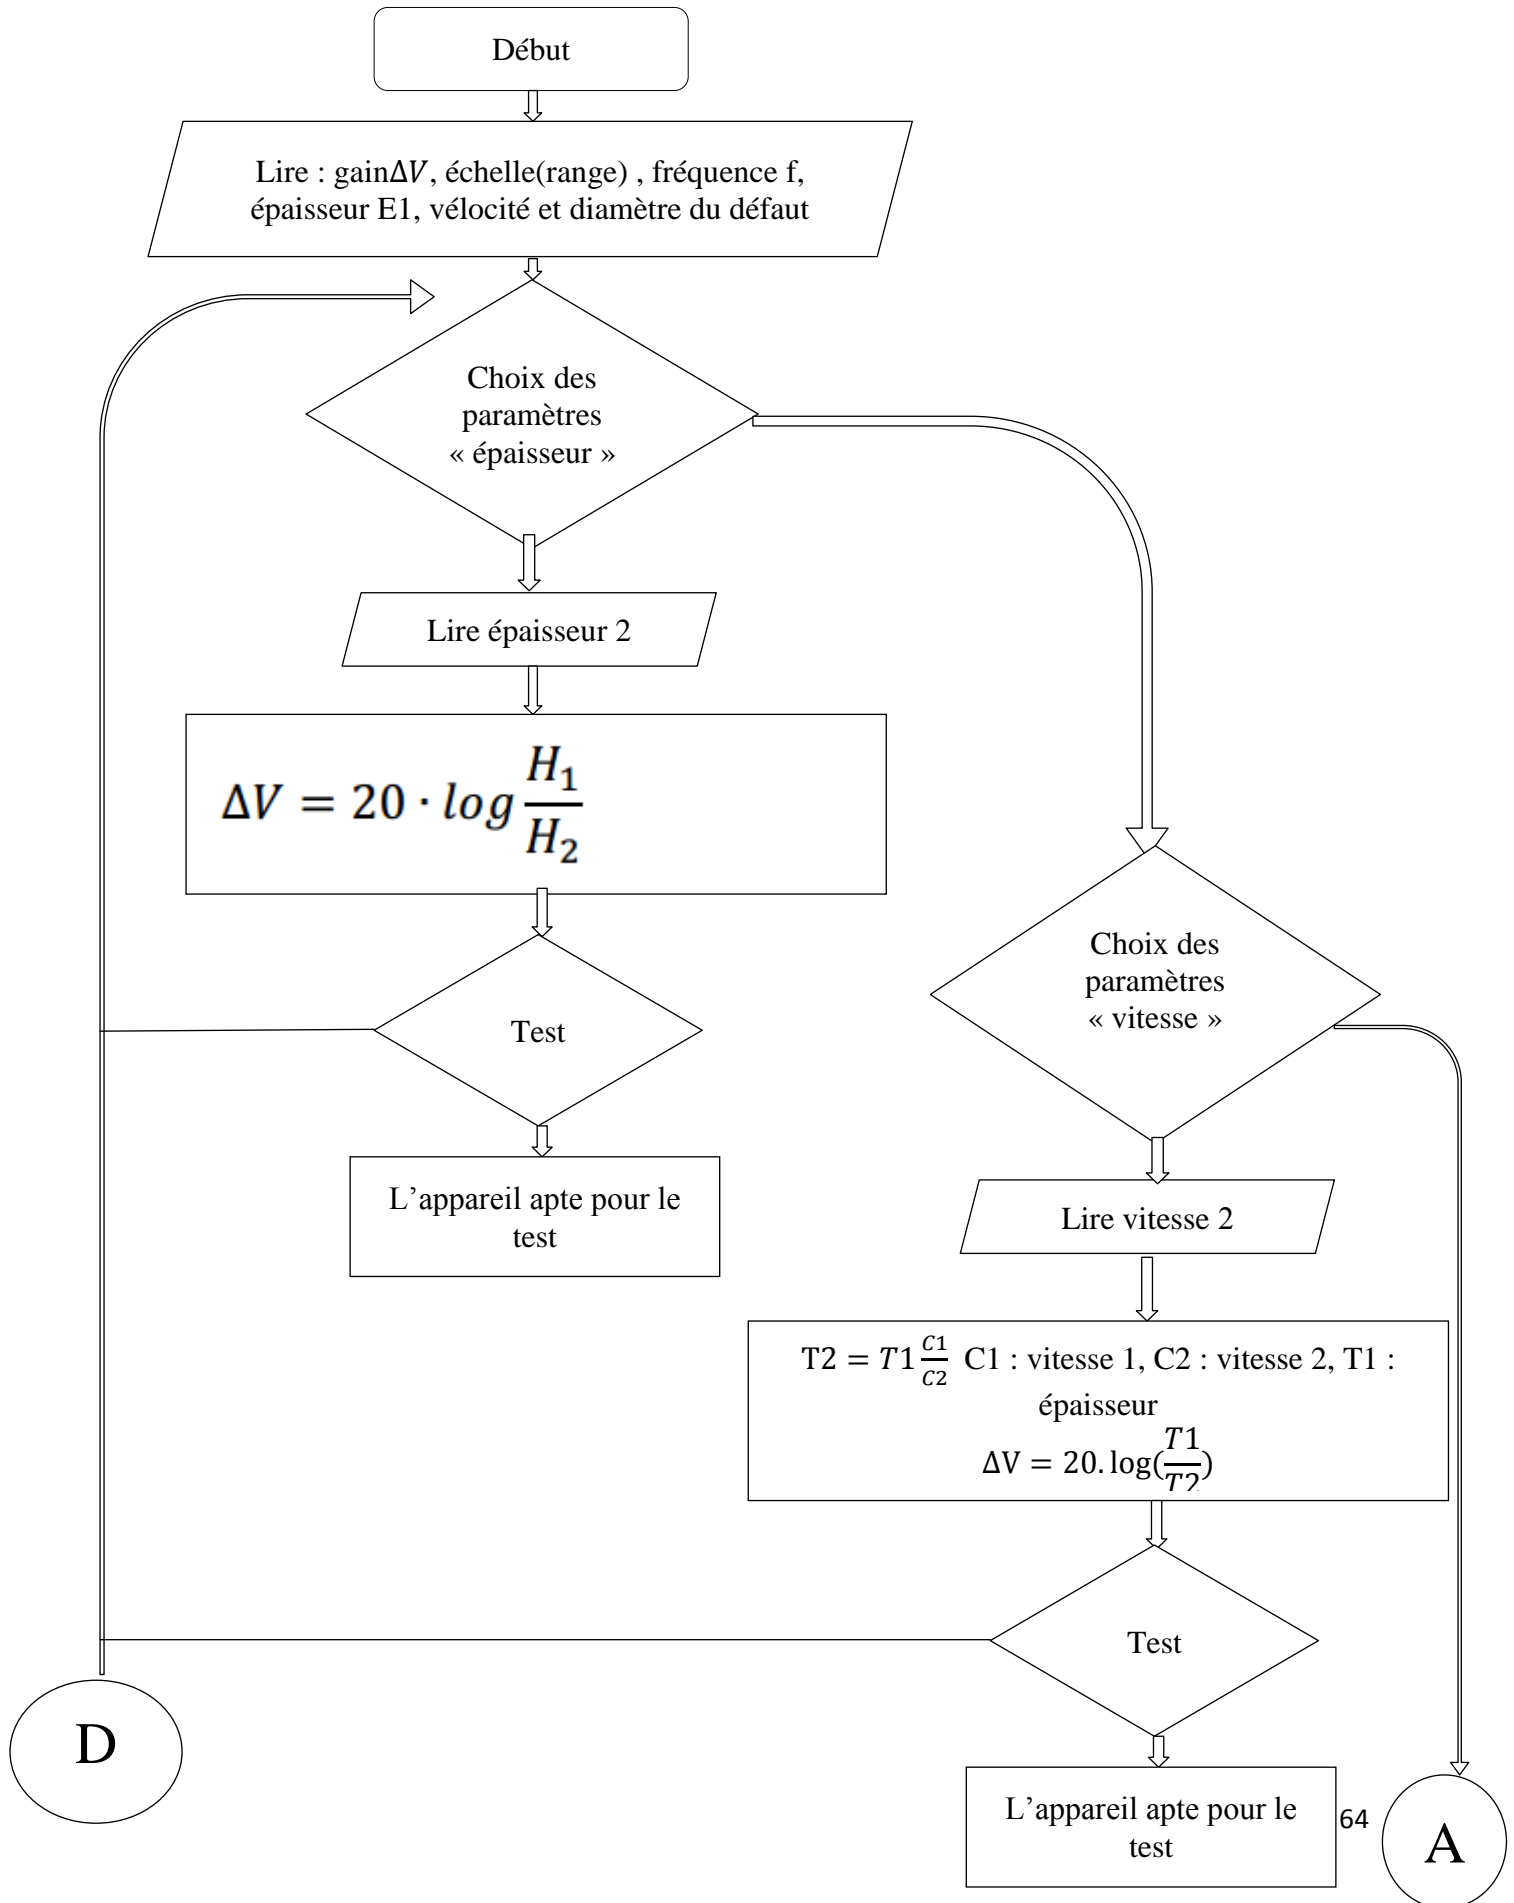 Début
Lire : gain∆V, échelle(range) , fréquence f,
épaisseur E1, vélocité et diamètre du défaut
Choix des
paramètres
« épaisseur »
Lire épaisseur 2
∆V = 20 · log H₁/H₂
Test
L’appareil apte pour le
test
Choix des
paramètres
« vitesse »
Lire vitesse 2
T2 = T1 C1/C2 C1 : vitesse 1, C2 : vitesse 2, T1 :
épaisseur
∆V = 20. log(T1/T2)
Test
L’appareil apte pour le
test
D
A
64